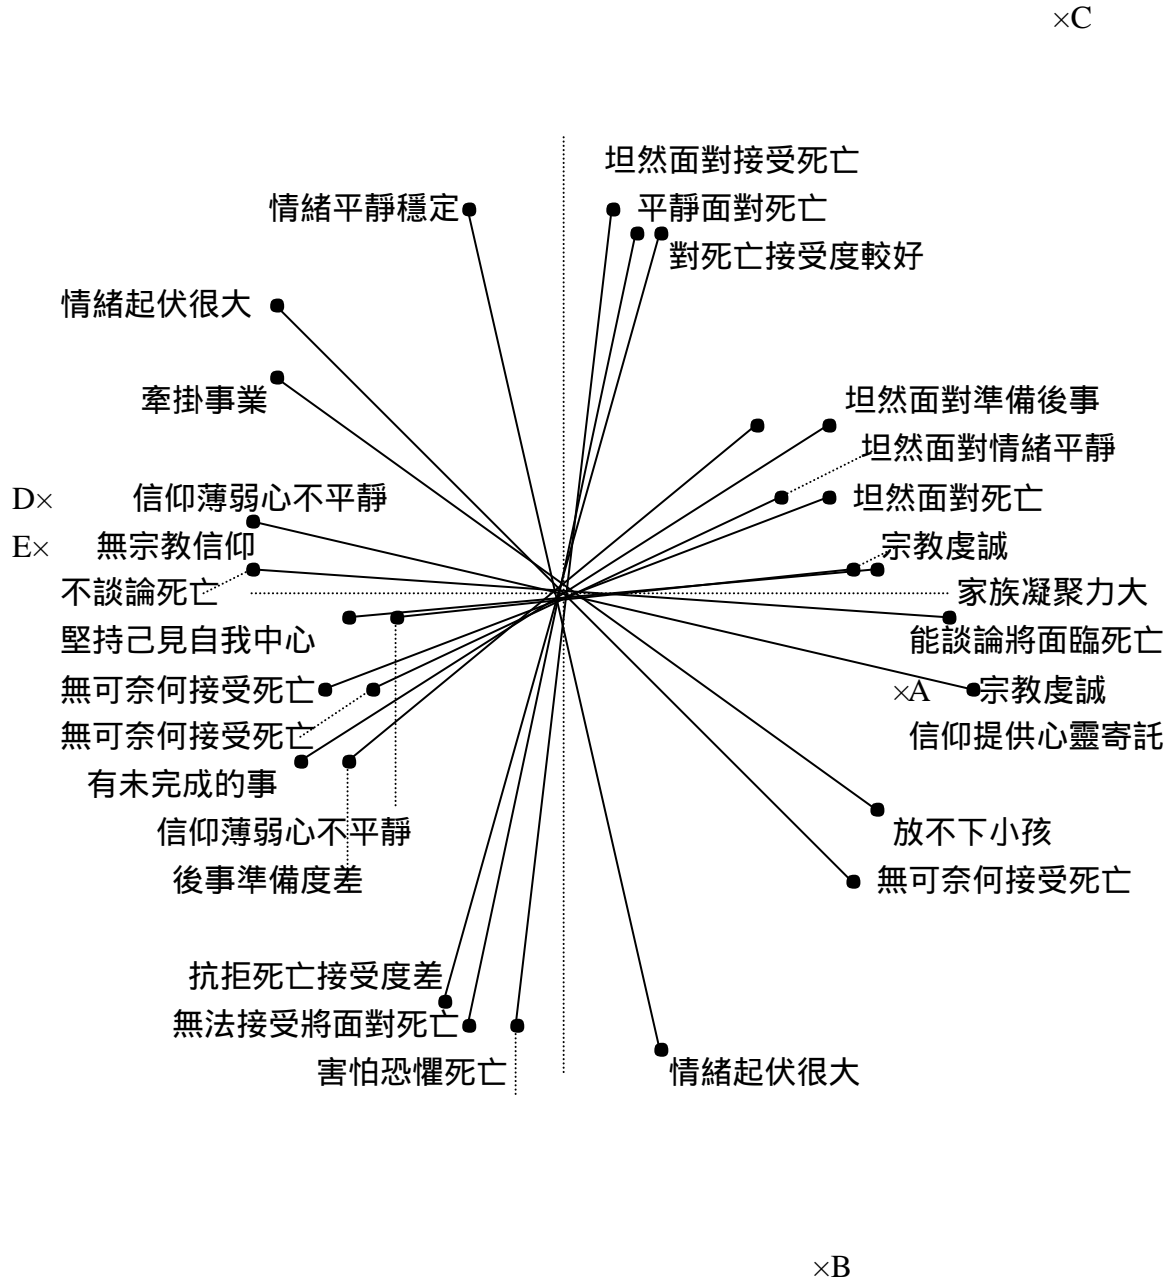 ×C
坦然面對接受死亡
情緒平靜穩定
平靜面對死亡
對死亡接受度較好
情緒起伏很大
牽掛事業
坦然面對準備後事
坦然面對情緒平靜
D×
信仰薄弱心不平靜
坦然面對死亡
E×
無宗教信仰
宗教虔誠
不談論死亡
家族凝聚力大
堅持己見自我中心
能談論將面臨死亡
無可奈何接受死亡
×A
宗教虔誠
無可奈何接受死亡
信仰提供心靈寄託
有未完成的事
信仰薄弱心不平靜
放不下小孩
後事準備度差
無可奈何接受死亡
抗拒死亡接受度差
無法接受將面對死亡
害怕恐懼死亡
情緒起伏很大
×B